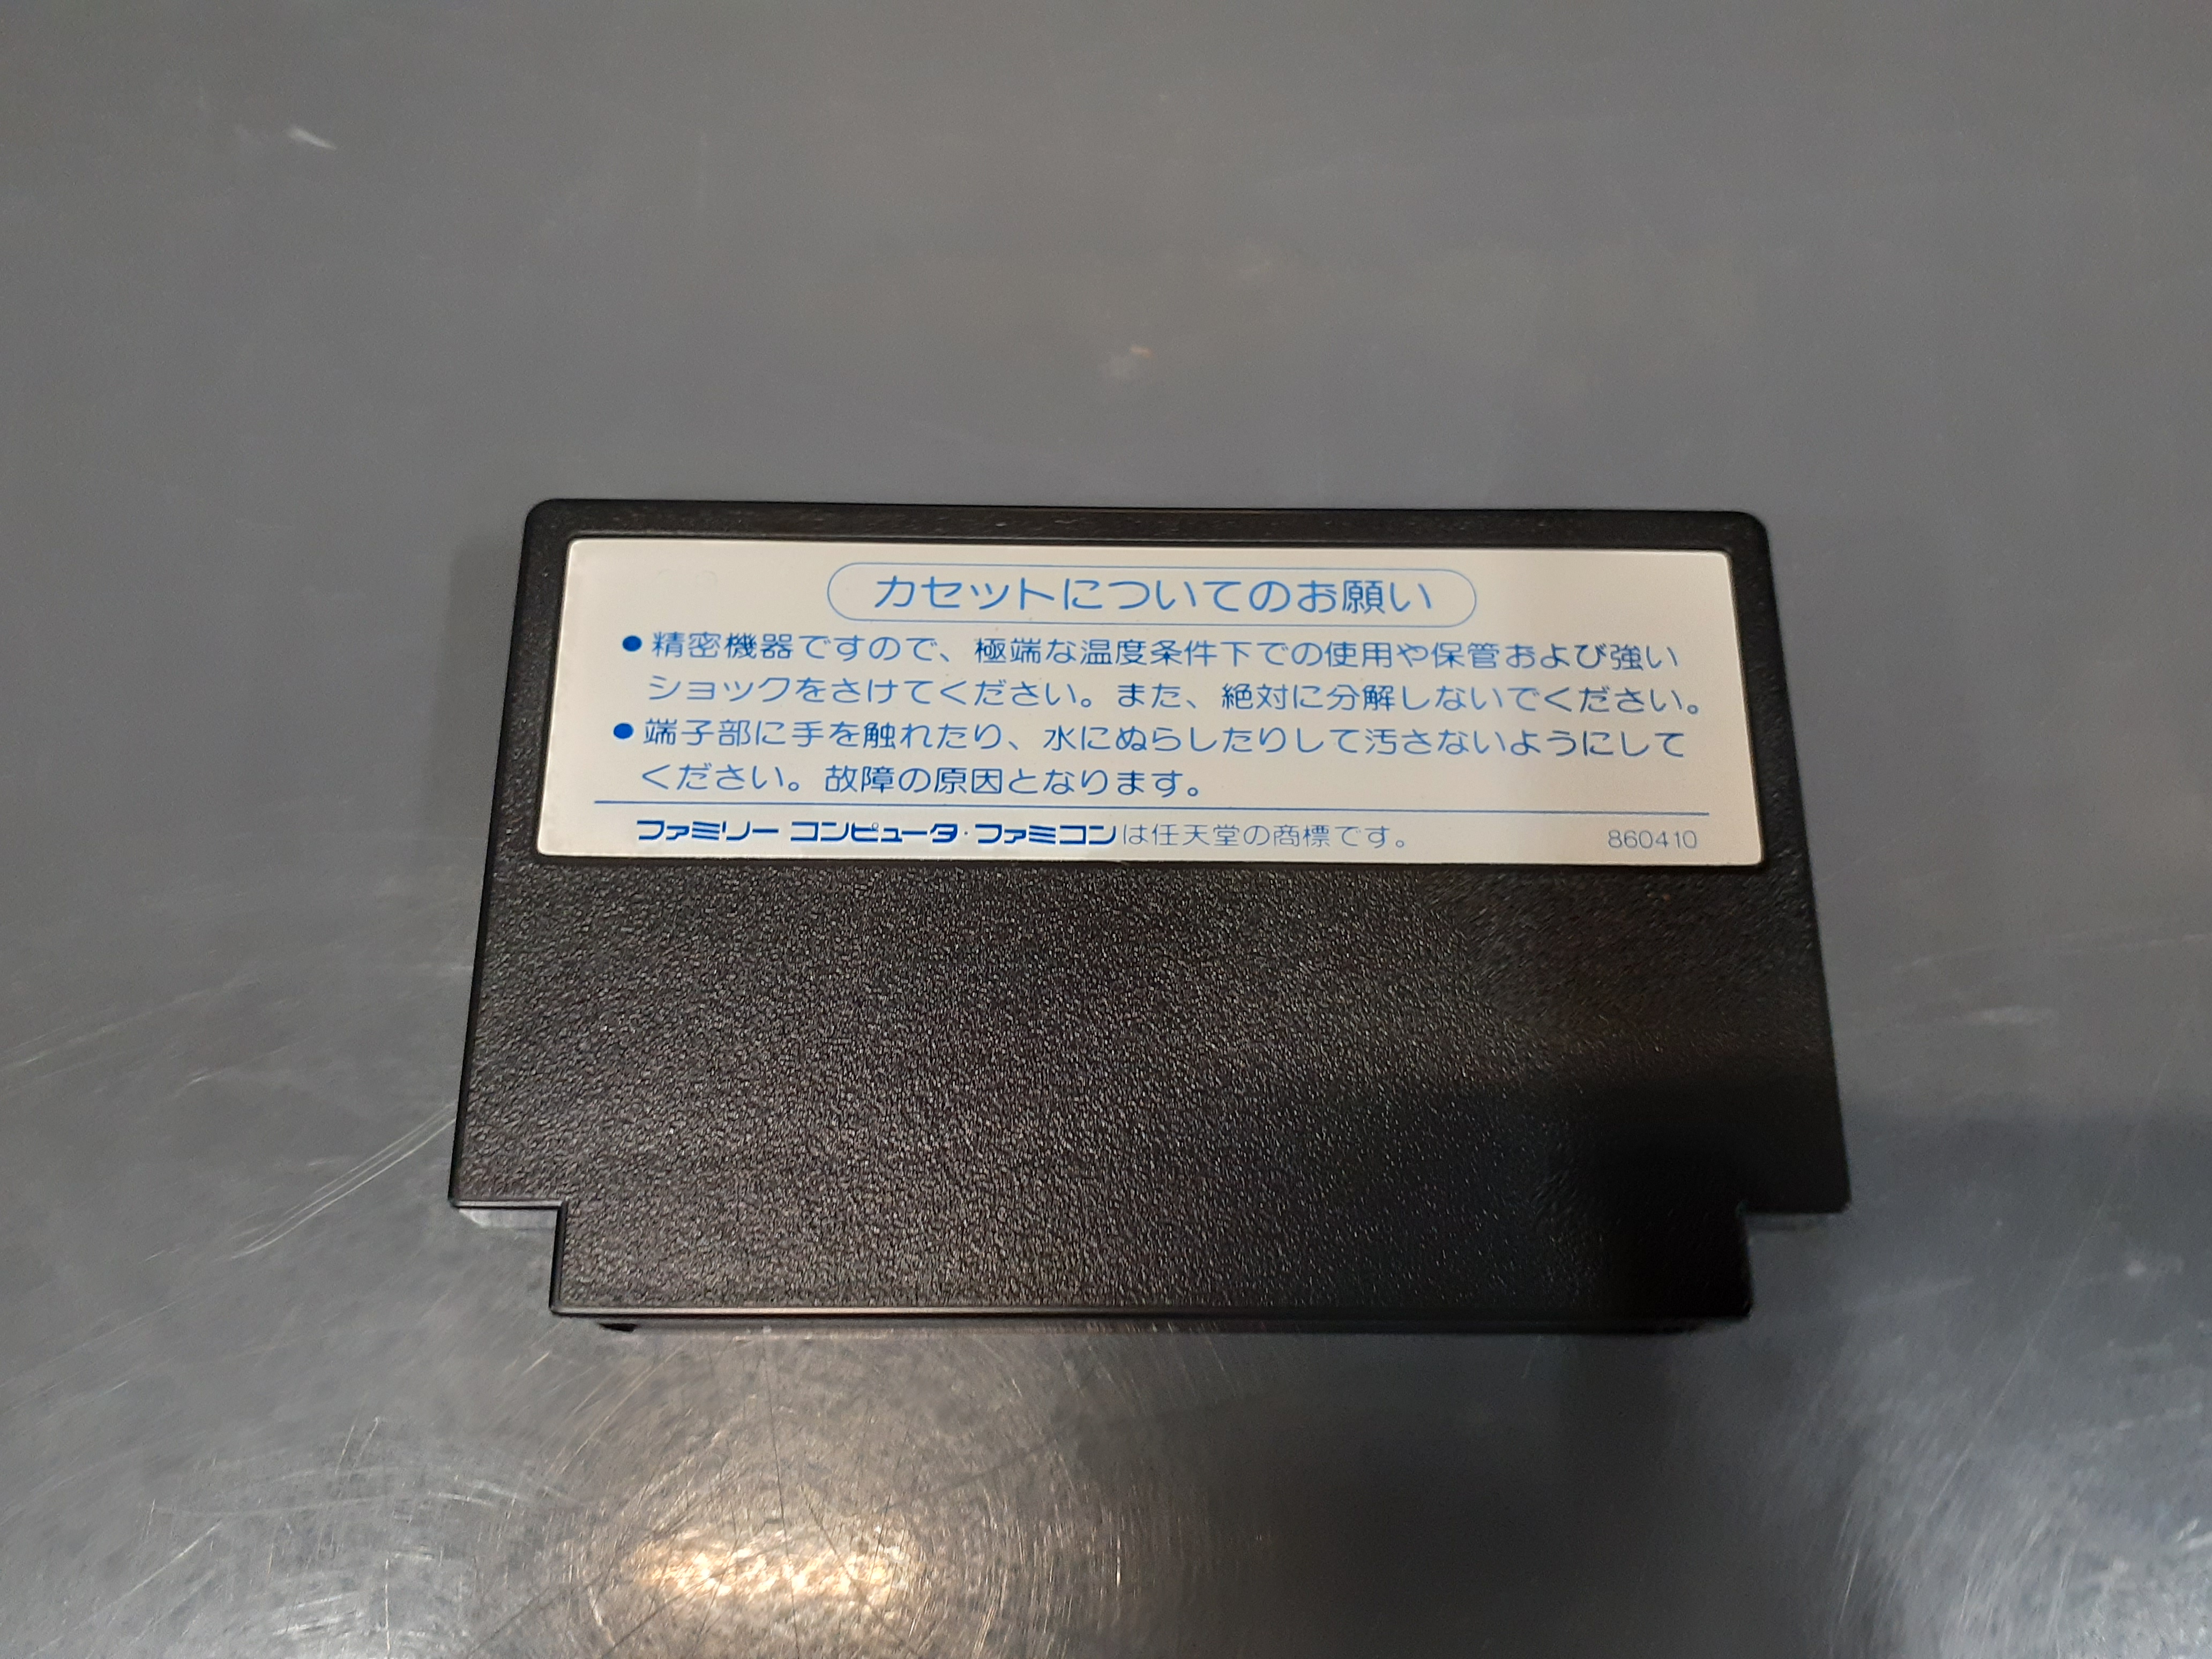 カセットについてのお願い
●精密機器ですので、極端な温度条件下での使用や保管および強い
ショックをさけてください。また、絶対に分解しないでください。
●端子部に手を触れたり、水にぬらしたりして汚さないようにして
ください。故障の原因となります。
ファミリー コンピュータ・ファミコンは任天堂の商標です。 860410